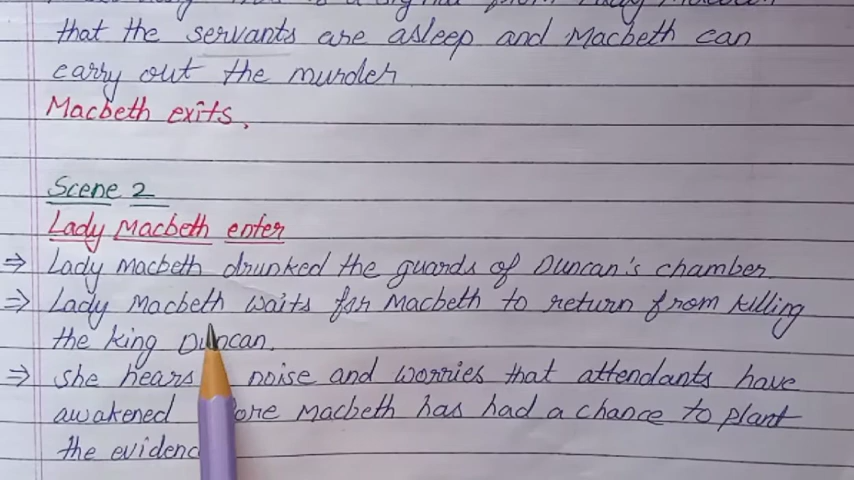 that the servants are asleep and Macbeth can
carry out the murder
Macbeth exits.
Scene 2
Lady Macbeth enter
⇒ Lady Macbeth drunked the guards of Duncan's chamber
⇒ Lady Macbeth waits for Macbeth to return from killing
the king Duncan.
⇒ She hears noise and worries that attendants have
awakened Macbeth has had a chance to plant
the